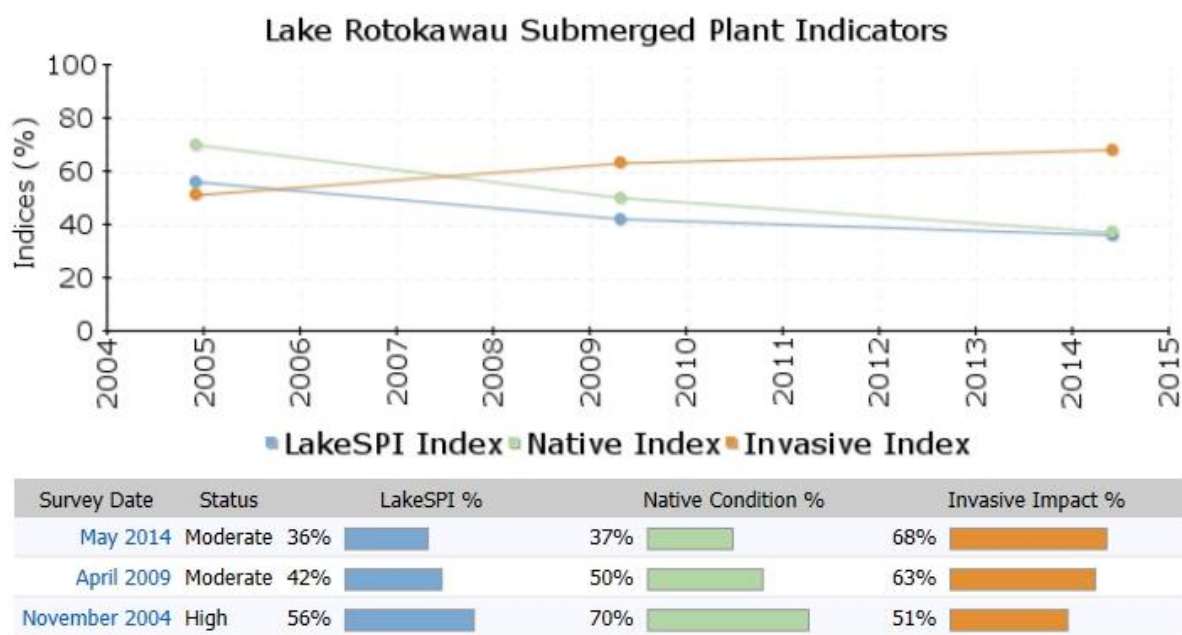 Lake Rotokawau Submerged Plant Indicators
100
80
60
40
20
0
Indices (%)
2004 2005 2006 2007 2008 2009 2010 2011 2012 2013 2014 2015
LakeSPI Index Native Index Invasive Index
Survey Date Status LakeSPI % Native Condition % Invasive Impact %
May 2014 Moderate 36% 37% 68%
April 2009 Moderate 42% 50% 63%
November 2004 High 56% 70% 51%